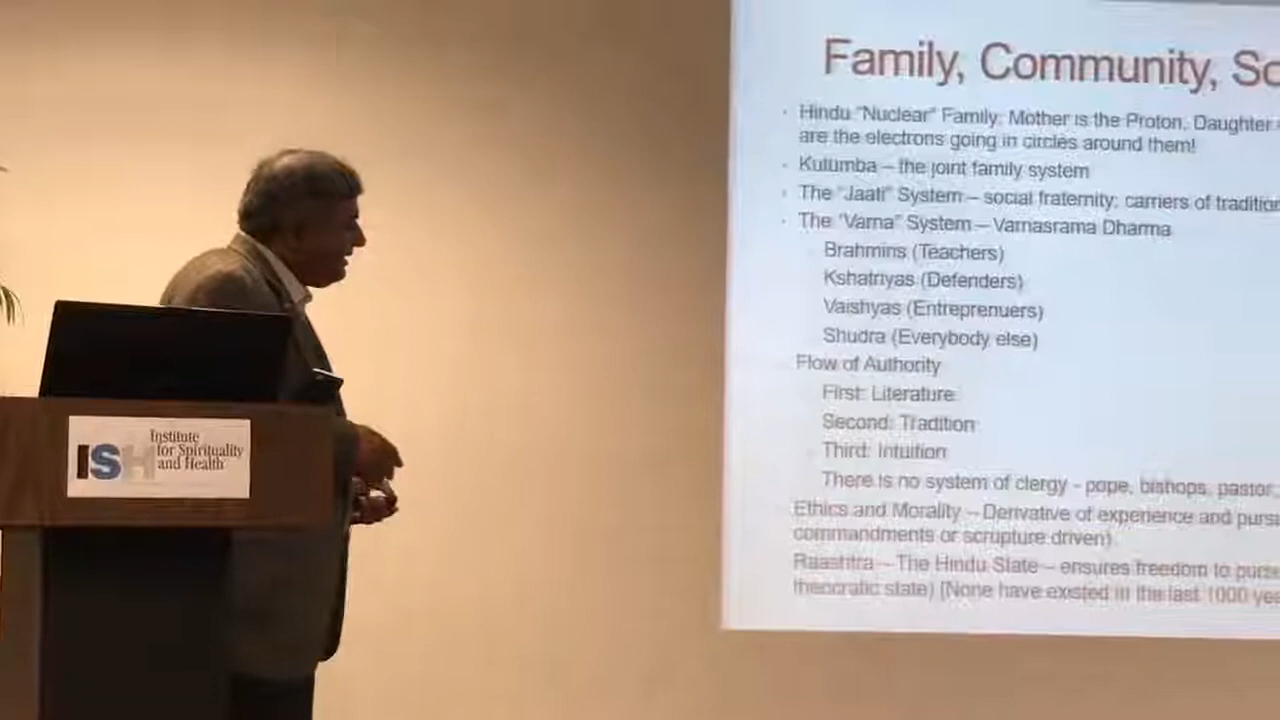 Family, Community, So
Hindu "Nuclear" Family: Mother is the Proton, Daughter
are the electrons going in circles around them!
Kutumba – the joint family system
The "Jaati" System – social fraternity; carriers of tradition
The "Varna" System – Varnasrama Dharma
Brahmins (Teachers)
Kshatriyas (Defenders)
Vaishyas (Entreprenuers)
Shudra (Everybody else)
Flow of Authority
First: Literature
Second: Tradition
Third: Intuition
There is no system of clergy - pope, bishops, pastor,
Ethics and Morality – Derivative of experience and pursu
commandments or scrupture driven)
Raashtra – The Hindu State – ensures freedom to purs
theocratic state) [None have existed in the last 1000 yea
ISH
Institute
for Spirituality
and Health